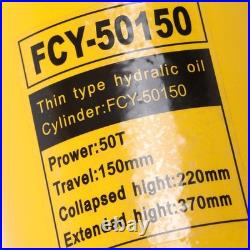 FCY-50150
Thin type hydralic oil
Cylinder:FCY-50150
Prower:50T
Travel:150mm
Collapsed hight:220mm
Extended hight:370mm